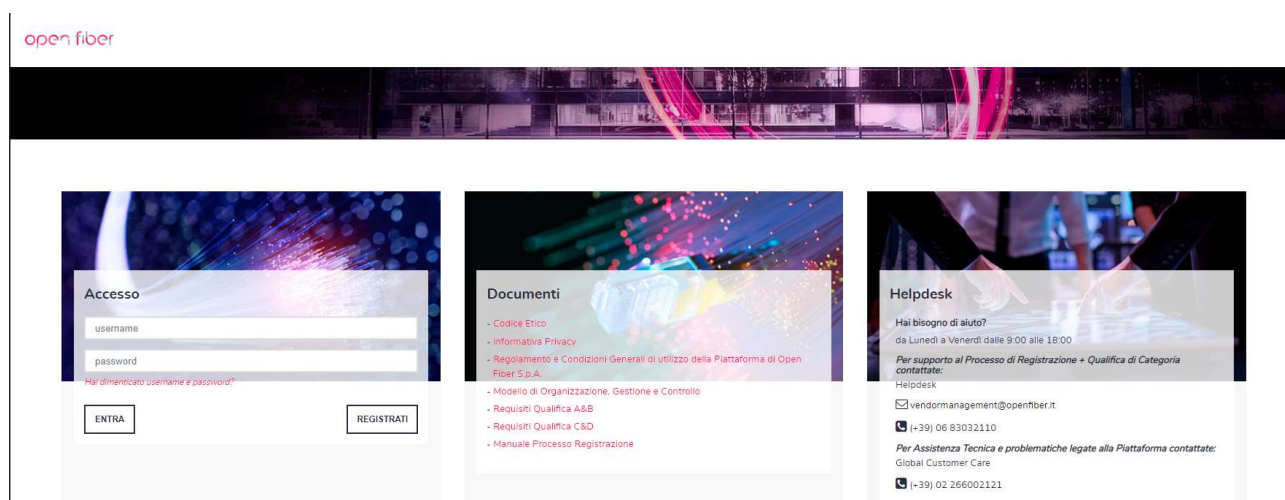 open fiber
Accesso
username
password
Hai dimenticato username e password?
ENTRA
REGISTRATI
Documenti
- Codice Etico
- Informativa Privacy
- Regolamento e Condizioni Generali di utilizzo della Piattaforma di Open
Fiber S.p.A.
- Modello di Organizzazione, Gestione e Controllo
- Requisiti Qualifica A&B
- Requisiti Qualifica C&D
- Manuale Processo Registrazione
Helpdesk
Hai bisogno di aiuto?
da Lunedì a Venerdì dalle 9:00 alle 18:00
Per supporto al Processo di Registrazione + Qualifica di Categoria
contattate:
Helpdesk
vendormanagement@openfiber.it
(+39) 06 83032110
Per Assistenza Tecnica e problematiche legate alla Piattaforma contattate:
Global Customer Care
(+39) 02 266002121